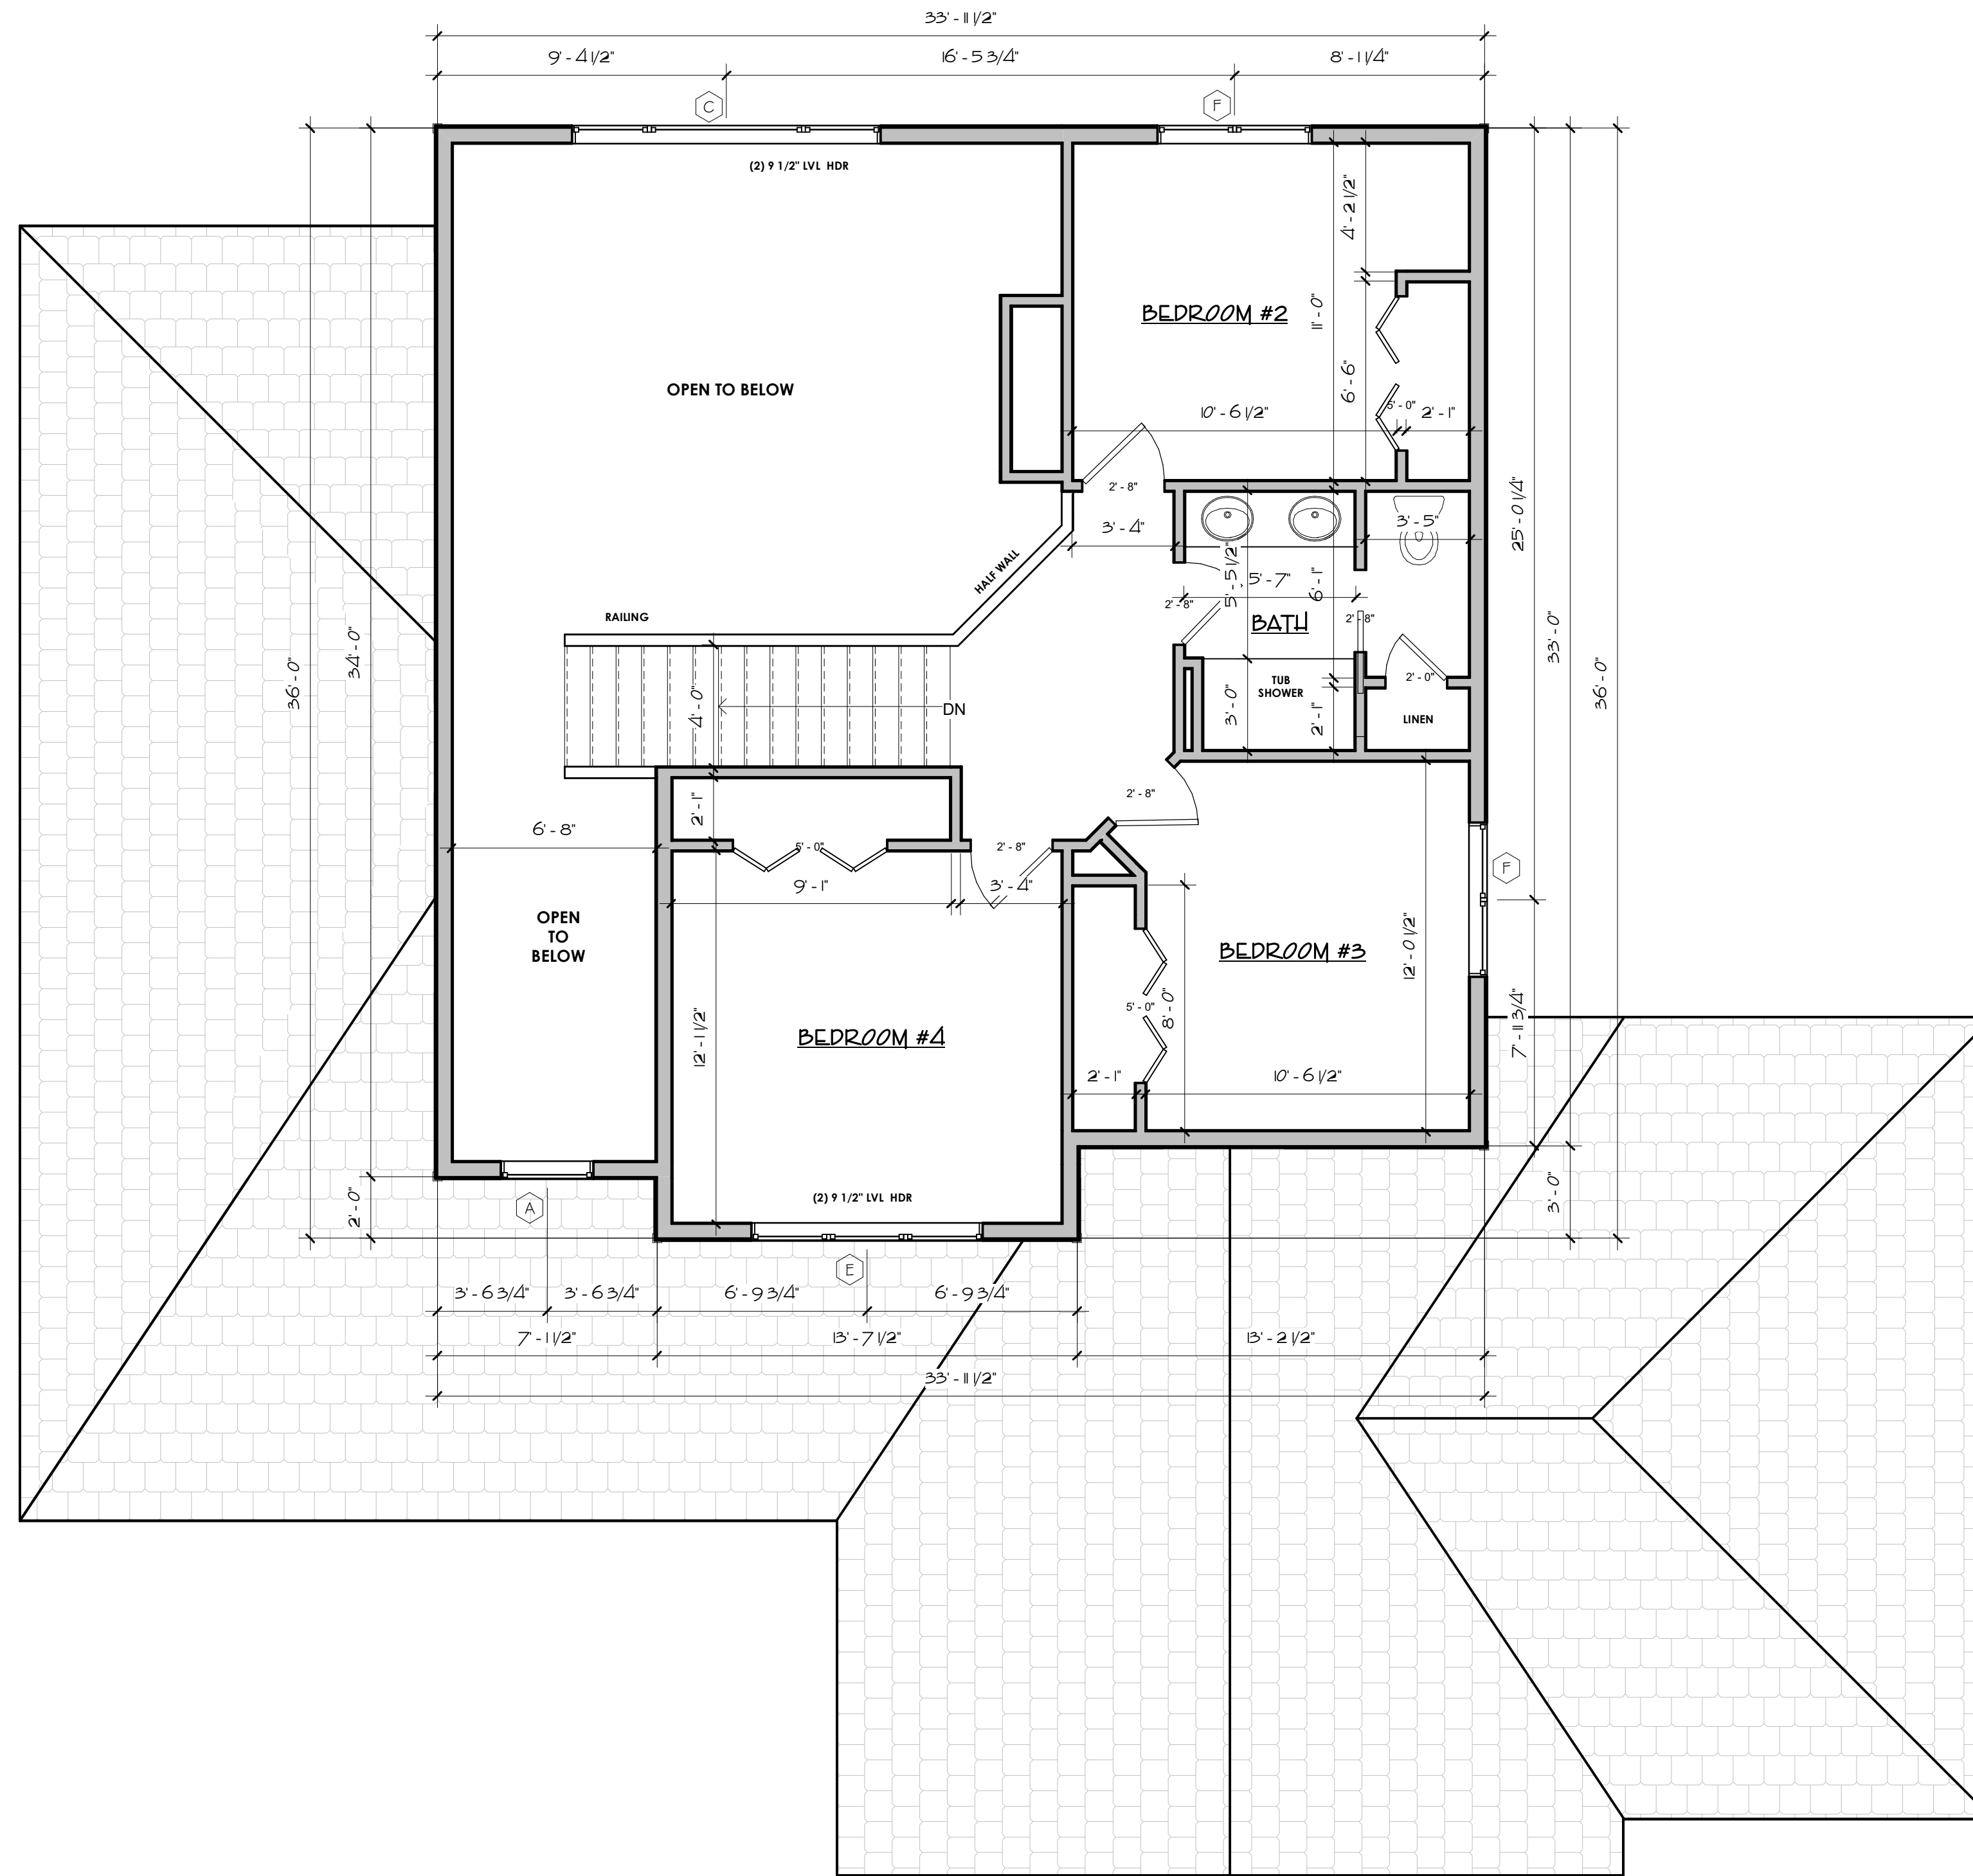 33' - 11 1/2"
9' - 4 1/2"
16' - 5 3/4"
8' - 1 1/4"
C
F
(2) 9 1/2" LVL HDR
4' - 2 1/2"
BEDROOM #2
11' - 0"
OPEN TO BELOW
6' - 6"
10' - 6 1/2"
5' - 0"
2' - 1"
2' - 8"
3' - 4"
3' - 5"
25' - 0 1/4"
HALF WALL
5' - 5 1/2"
5' - 7"
6' - 1"
2' - 8"
2' - 8"
RAILING
BATH
33' - 0"
36' - 0"
34' - 0"
36' - 0"
TUB
SHOWER
2' - 0"
4' - 0"
DN
3' - 0"
2' - 1"
LINEN
2' - 1"
2' - 8"
6' - 8"
5' - 0"
2' - 8"
9' - 1"
3' - 4"
F
OPEN
TO
BELOW
BEDROOM #3
12' - 0 1/2"
5' - 0"
8' - 0"
12' - 1 1/2"
BEDROOM #4
7' - 11 3/4"
2' - 1"
10' - 6 1/2"
(2) 9 1/2" LVL HDR
2' - 0"
A
3' - 0"
E
3' - 6 3/4"
3' - 6 3/4"
6' - 9 3/4"
6' - 9 3/4"
7' - 1 1/2"
13' - 7 1/2"
13' - 2 1/2"
33' - 11 1/2"